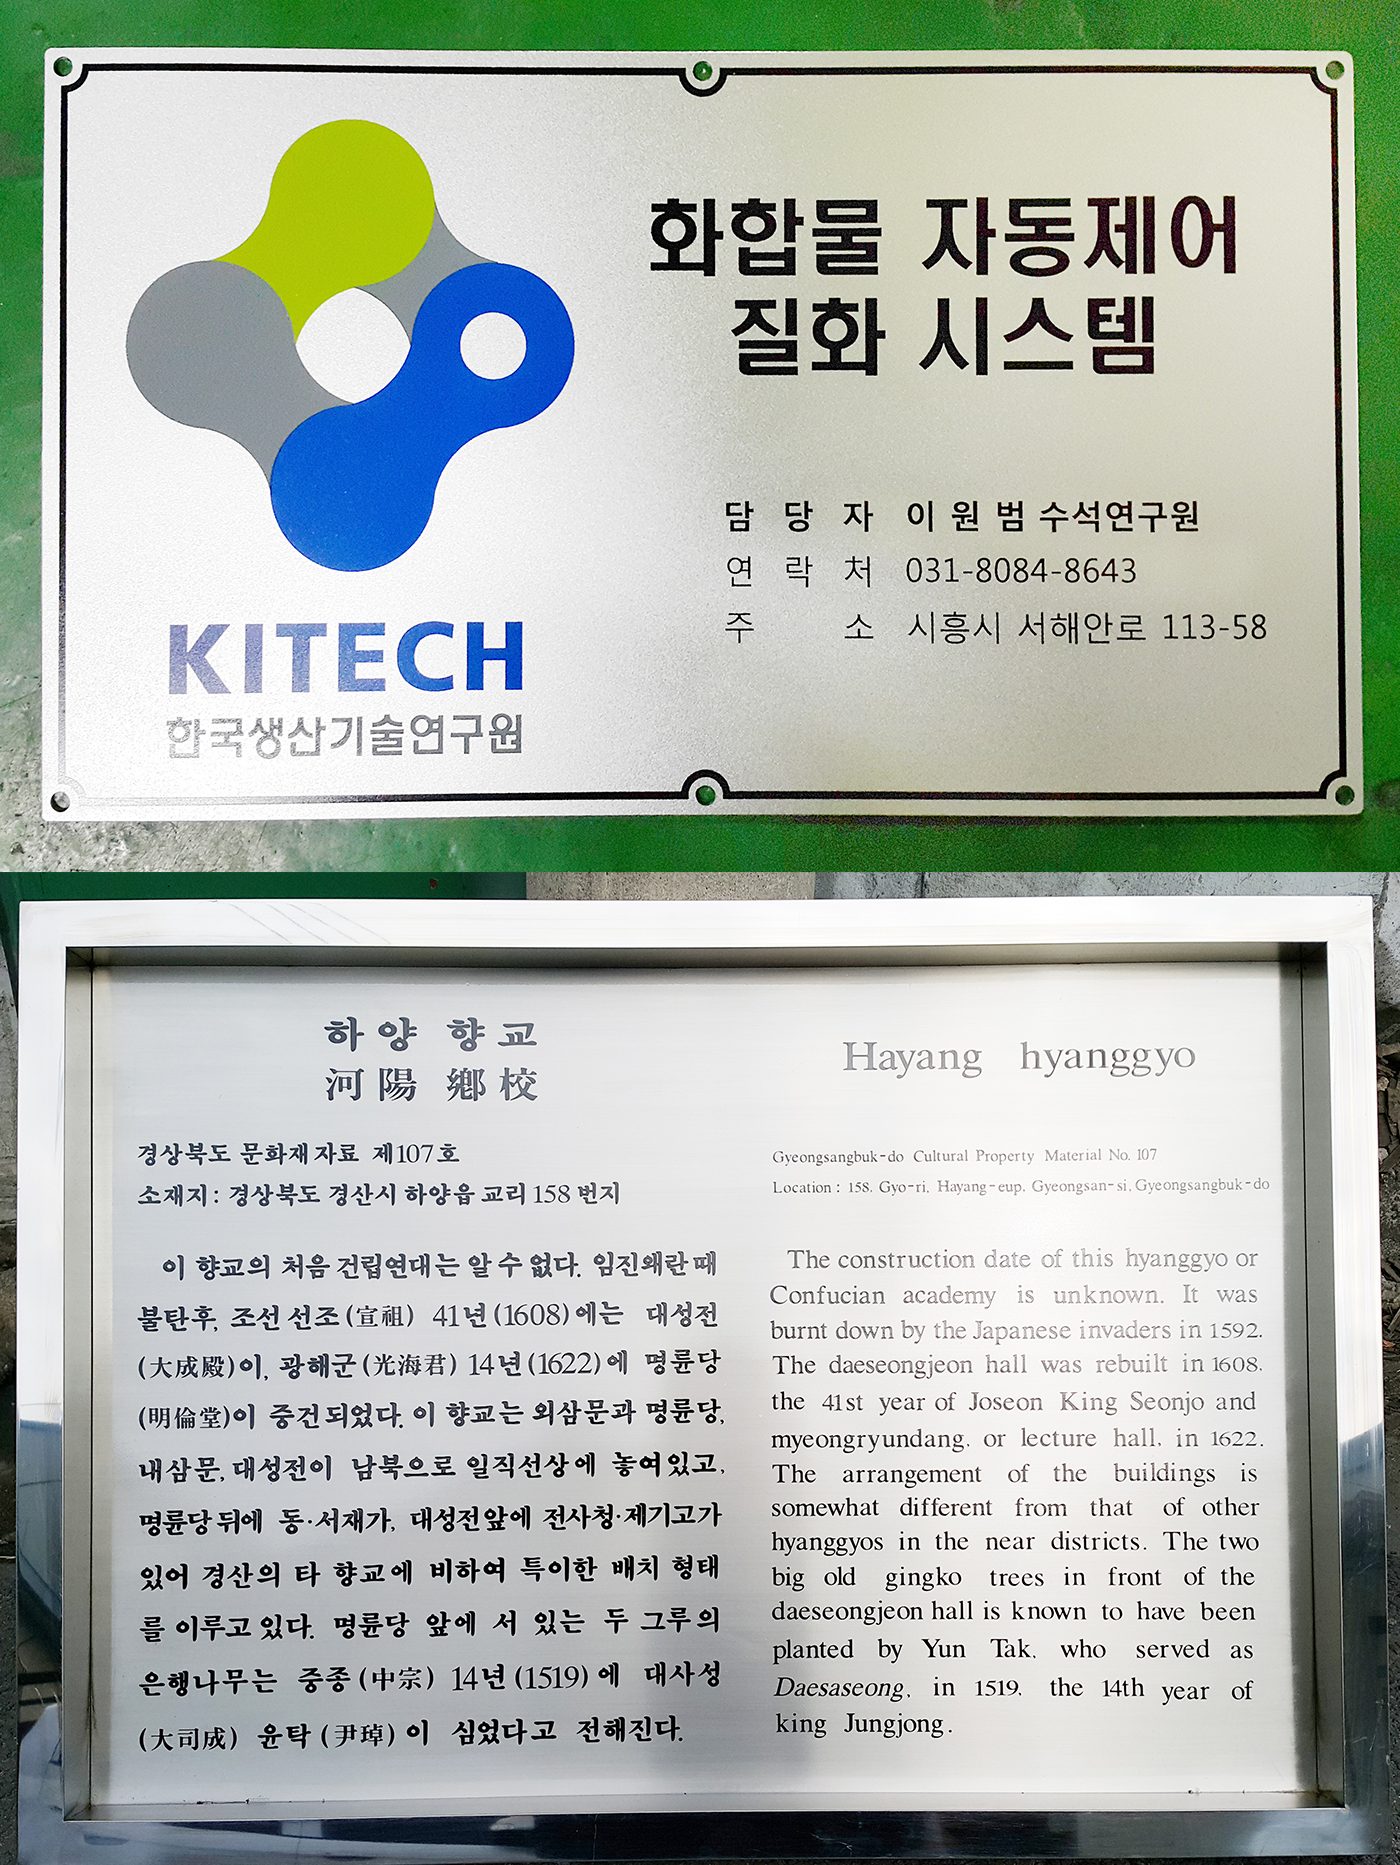 화합물 자동제어
질화 시스템
담 당 자 이 원 범 수석연구원
연 락 처 031-8084-8643
주 소 시흥시 서해안로 113-58
KITECH
한국생산기술연구원
하양 향교
河陽 鄕校
경상북도 문화재자료 제107호
소재지 : 경상북도 경산시 하양읍 교리 158 번지
이 향교의 처음 건립연대는 알 수 없다. 임진왜란 때
불탄후, 조선 선조(宣祖) 41년(1608)에는 대성전
(大成殿)이, 광해군(光海君) 14년(1622)에 명륜당
(明倫堂)이 중건 되었다. 이 향교는 외삼문과 명륜당,
내삼문, 대성전이 남북으로 일직선상에 놓여있고,
명륜당 뒤에 동·서재가, 대성전앞에 전사청·제기고가
있어 경산의 타 향교에 비하여 특이한 배치 형태
를 이루고 있다. 명륜당 앞에 서 있는 두 그루의
은행나무는 중종(中宗) 14년(1519)에 대사성
(大司成) 윤탁(尹琸)이 심었다고 전해진다.
Hayang hyanggyo
Gyeongsangbuk-do Cultural Property Material No. 107
Location : 158, Gyo-ri, Hayang-eup, Gyeongsan-si, Gyeongsangbuk-do
The construction date of this hyanggyo or
Confucian academy is unknown. It was
burnt down by the Japanese invaders in 1592.
The daeseongjeon hall was rebuilt in 1608,
the 41st year of Joseon King Seonjo and
myeongryundang, or lecture hall, in 1622.
The arrangement of the buildings is
somewhat different from that of other
hyanggyos in the near districts. The two
big old gingko trees in front of the
daeseongjeon hall is known to have been
planted by Yun Tak, who served as
Daesaseong, in 1519, the 14th year of
king Jungjong.